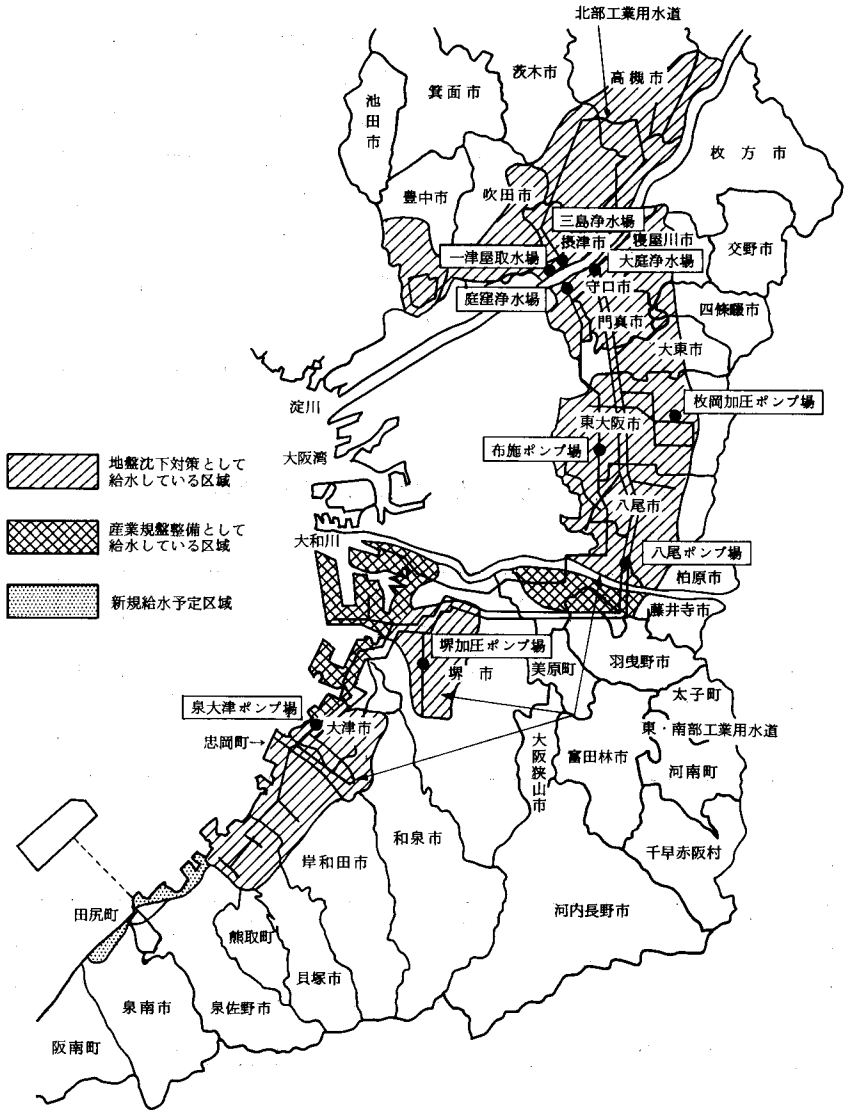 北部工業用水道
茨木市
高槻市
箕面市
池田市
枚方市
豊中市
吹田市
三島浄水場
摂津市
寝屋川市
交野市
一津屋取水場
大庭浄水場
庭窪浄水場
守口市
四條畷市
門真市
大東市
淀川
枚岡加圧ポンプ場
東大阪市
大阪湾
布施ポンプ場
地盤沈下対策として
給水している区域
八尾市
産業規盤整備として
給水している区域
大和川
八尾ポンプ場
柏原市
新規給水予定区域
藤井寺市
堺加圧ポンプ場
堺市
美原町
羽曳野市
太子町
泉大津ポンプ場
大津市
東・南部工業用水道
忠岡町→
大阪狭山市
富田林市
河南町
和泉市
岸和田市
千早赤阪村
田尻町
河内長野市
熊取町
貝塚市
泉南市
泉佐野市
阪南町